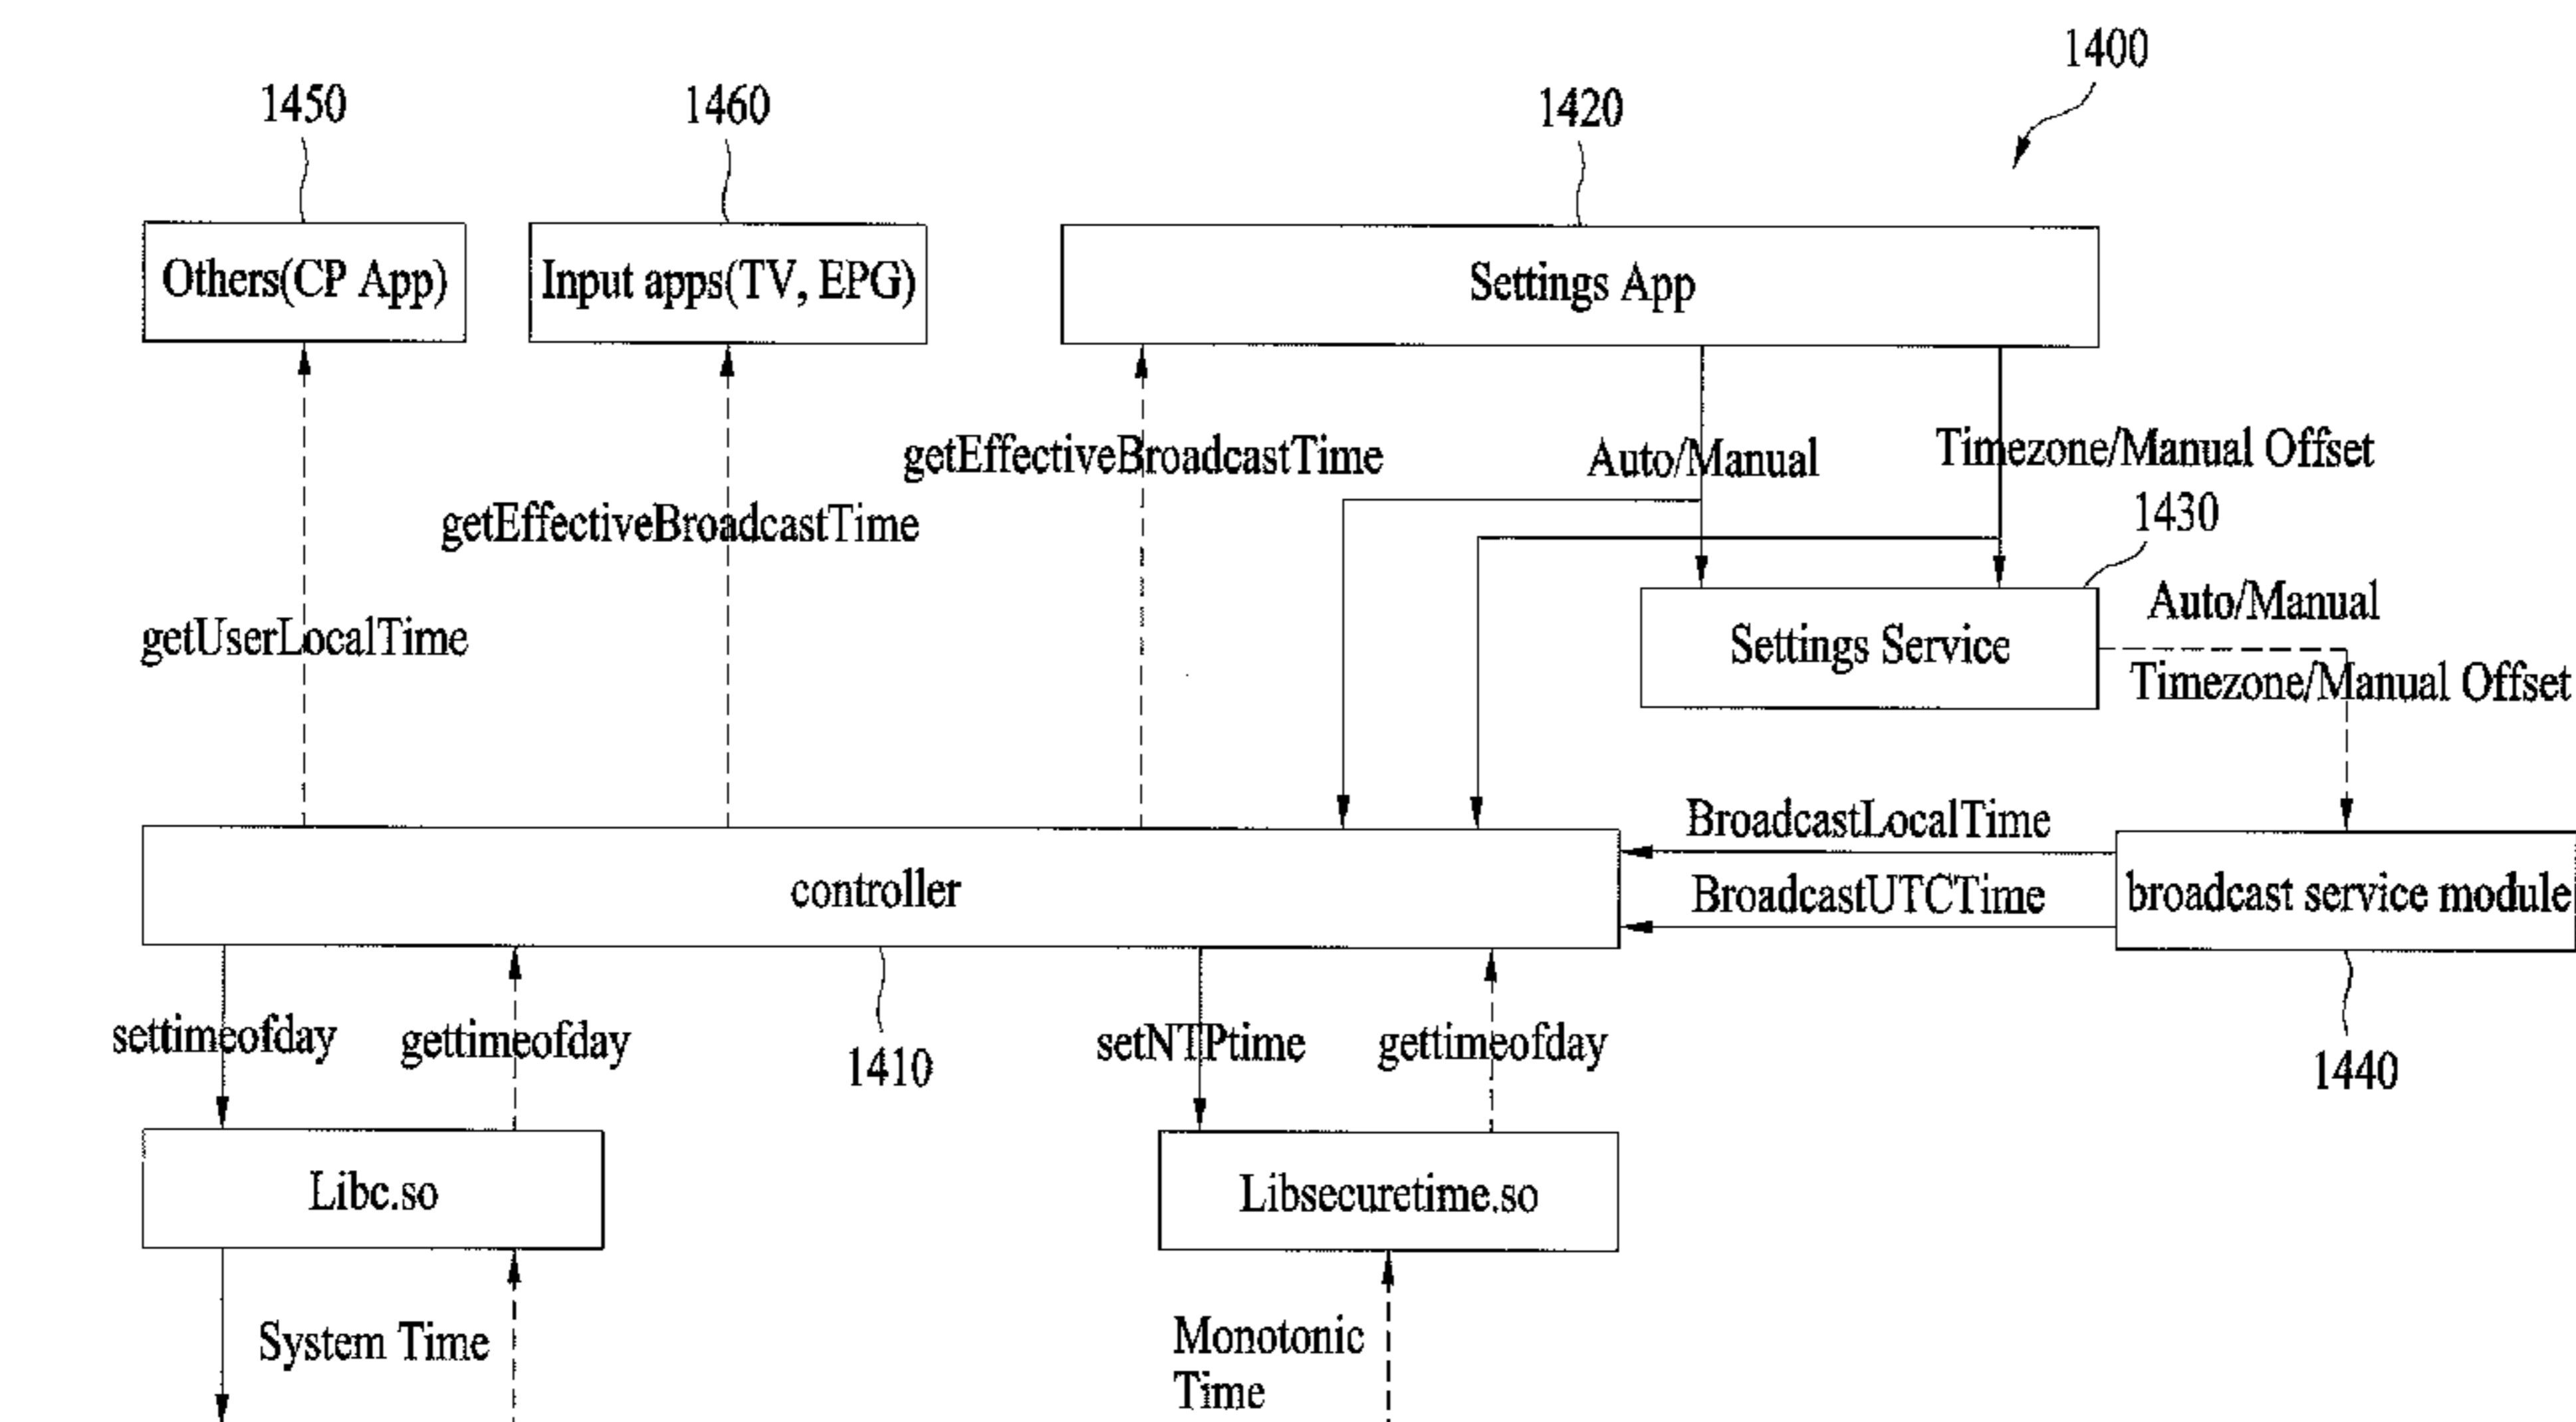 1400
1450
1460
1420
Others(CP App)
Input apps(TV, EPG)
Settings App
getEffectiveBroadcastTime
Auto/Manual
Timezone/Manual Offset
getEffectiveBroadcastTime
1430
getUserLocalTime
Settings Service
Auto/Manual
Timezone/Manual Offset
BroadcastLocalTime
controller
BroadcastUTCTime
broadcast service module
settimeofday
gettimeofday
1410
setNTPtime
gettimeofday
1440
Libc.so
Libsecuretime.so
System Time
Monotonic
Time